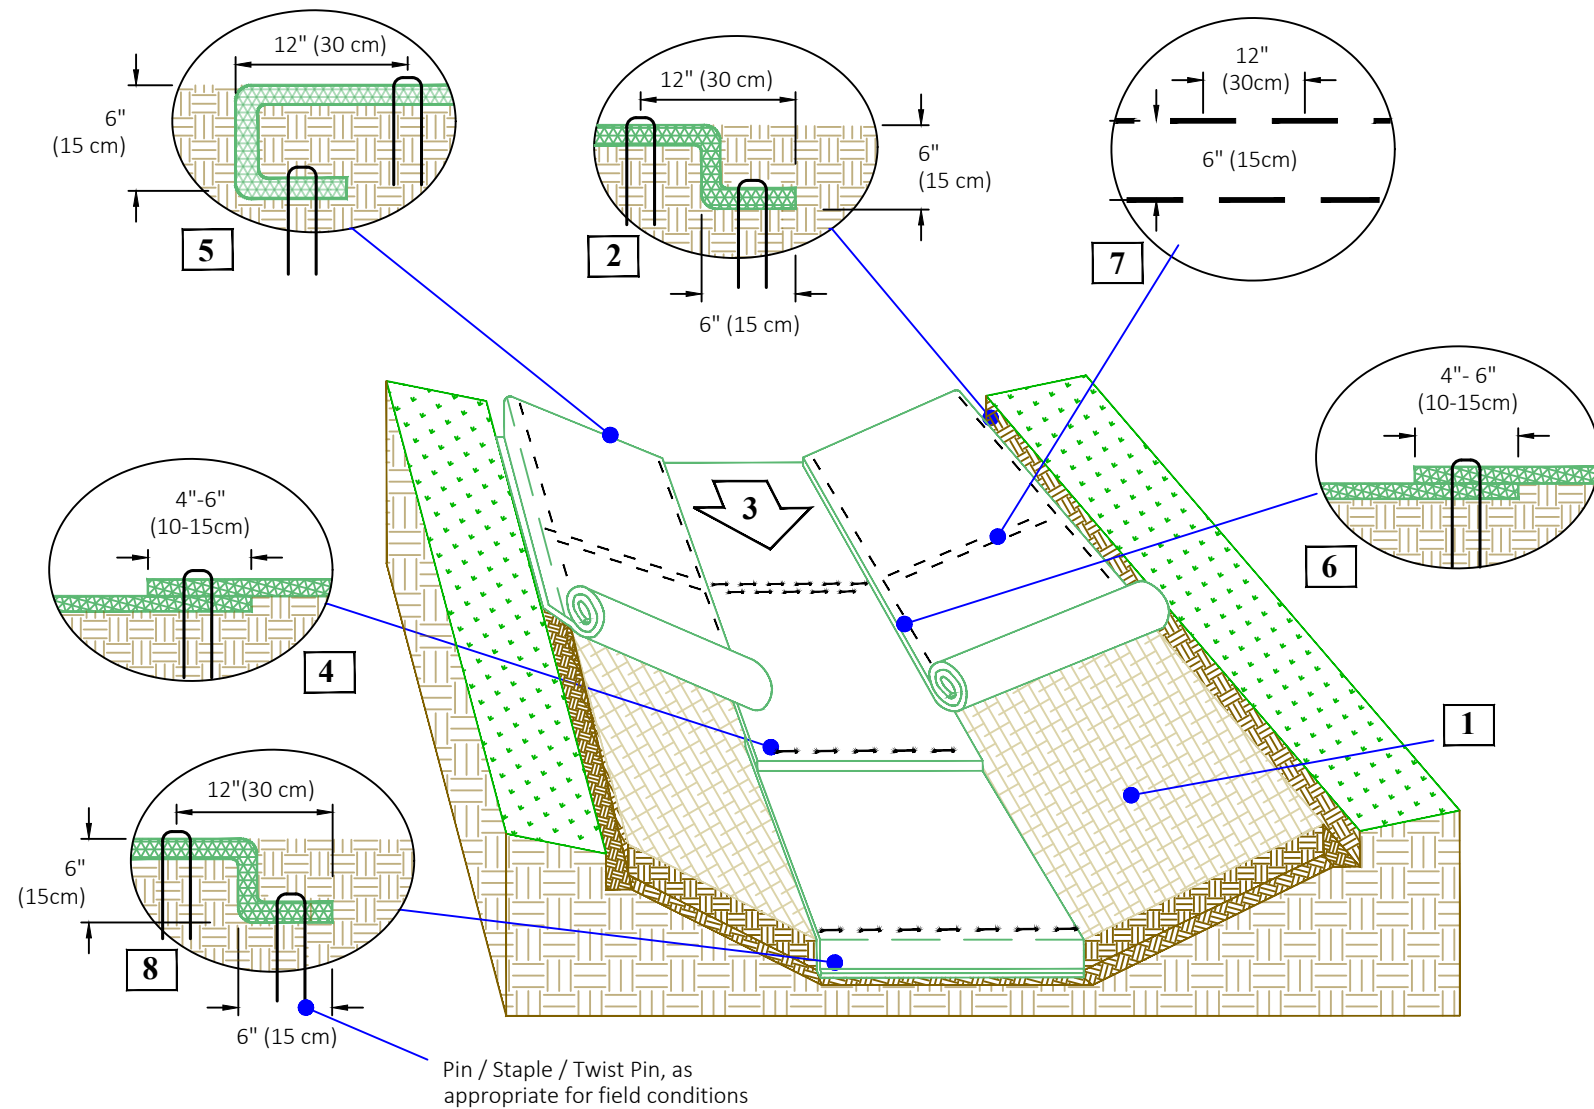 12" (30 cm)
6"
(15 cm)
5
12" (30 cm)
6"
(15 cm)
6" (15 cm)
2
12"
(30cm)
6" (15cm)
7
4"- 6"
(10-15cm)
6
3
4"-6"
(10-15cm)
4
1
12"(30 cm)
6"
(15cm)
8
6" (15 cm)
Pin / Staple / Twist Pin, as
appropriate for field conditions